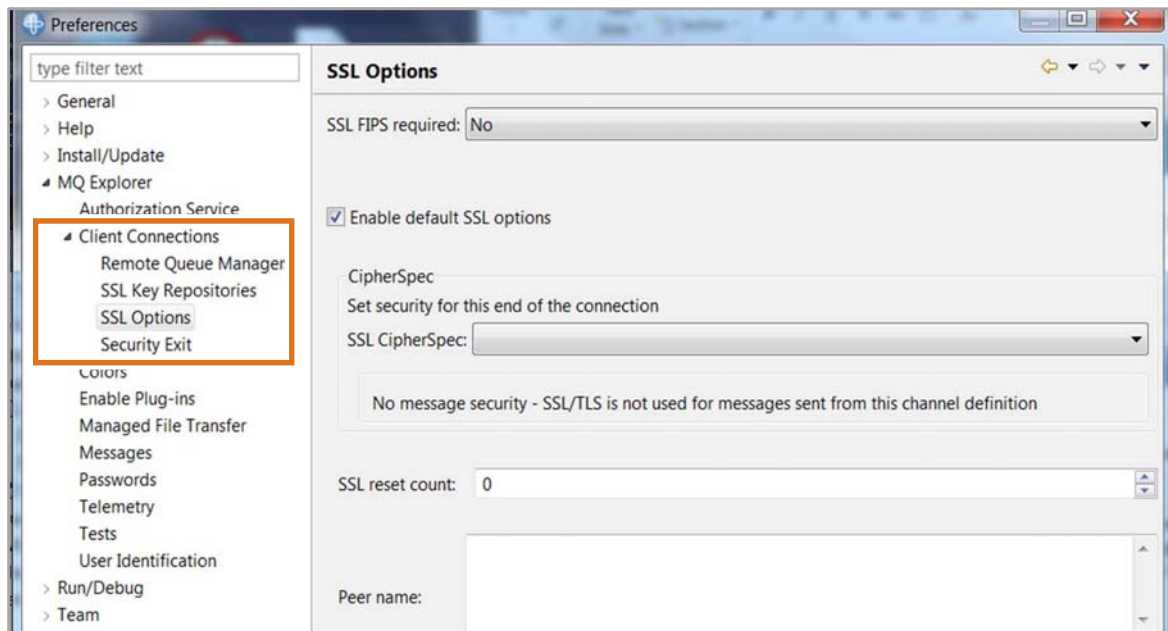 Preferences
type filter text
General
Help
Install/Update
MQ Explorer
Authorization Service
Client Connections
Remote Queue Manager
SSL Key Repositories
SSL Options
Security Exit
Colors
Enable Plug-ins
Managed File Transfer
Messages
Passwords
Telemetry
Tests
User Identification
Run/Debug
Team
SSL Options
SSL FIPS required: No
Enable default SSL options
CipherSpec
Set security for this end of the connection
SSL CipherSpec:
No message security - SSL/TLS is not used for messages sent from this channel definition
SSL reset count: 0
Peer name: